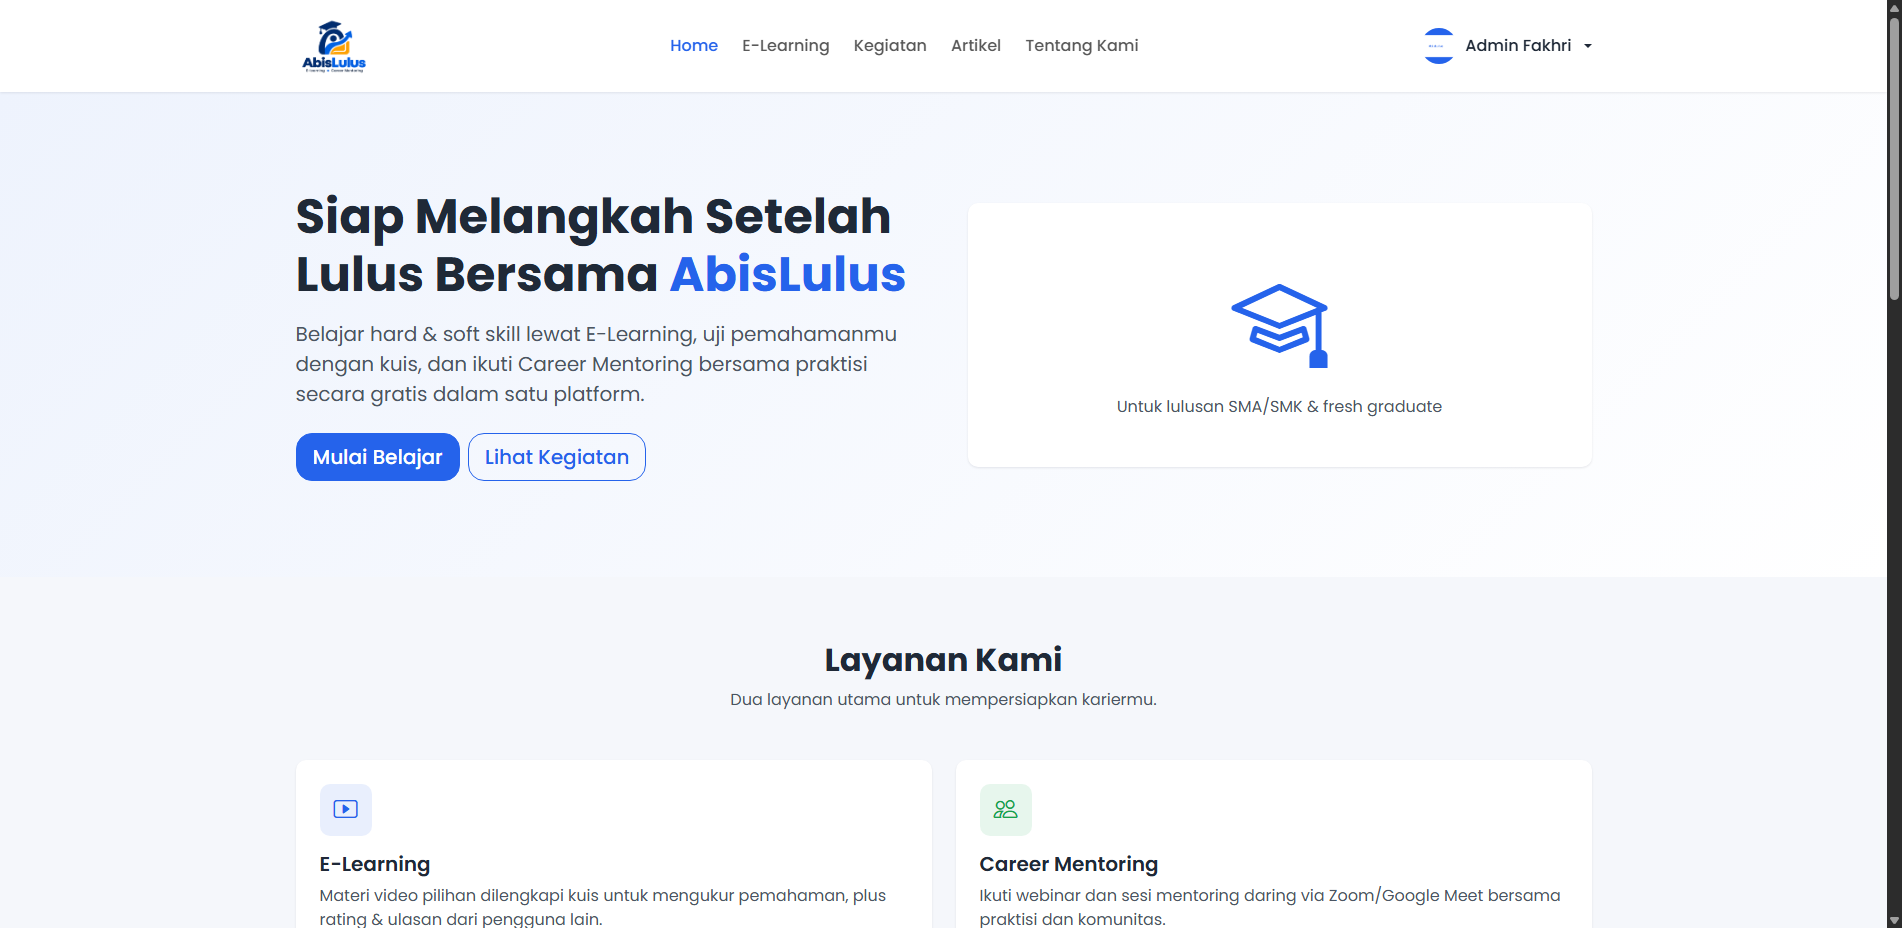 AbisLulus
Home
E-Learning
Kegiatan
Artikel
Tentang Kami
Admin Fakhri
Siap Melangkah Setelah
Lulus Bersama AbisLulus
Belajar hard & soft skill lewat E-Learning, uji pemahamanmu
dengan kuis, dan ikuti Career Mentoring bersama praktisi
secara gratis dalam satu platform.
Mulai Belajar
Lihat Kegiatan
Untuk lulusan SMA/SMK & fresh graduate
Layanan Kami
Dua layanan utama untuk mempersiapkan kariermu.
E-Learning
Materi video pilihan dilengkapi kuis untuk mengukur pemahaman, plus
rating & ulasan dari pengguna lain.
Career Mentoring
Ikuti webinar dan sesi mentoring daring via Zoom/Google Meet bersama
praktisi dan komunitas.